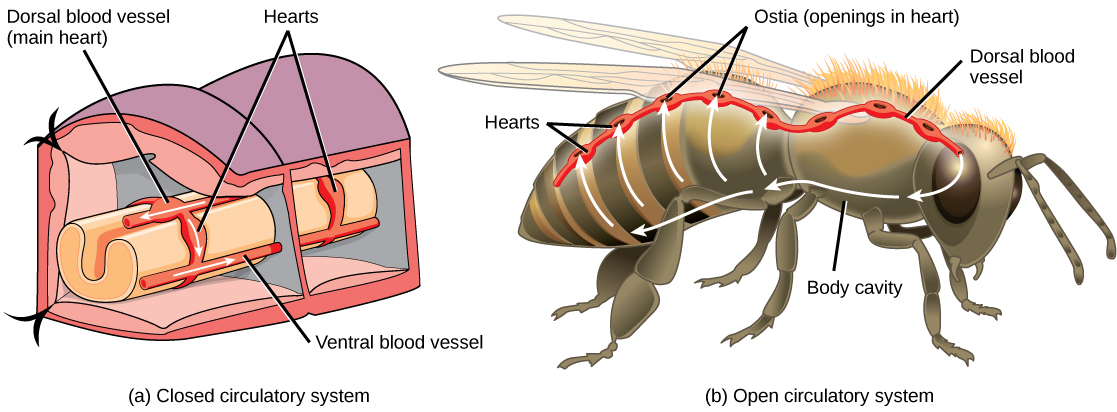 Dorsal blood vessel
(main heart)
Hearts
Ventral blood vessel
(a) Closed circulatory system
Ostia (openings in heart)
Dorsal blood
vessel
Hearts
Body cavity
(b) Open circulatory system